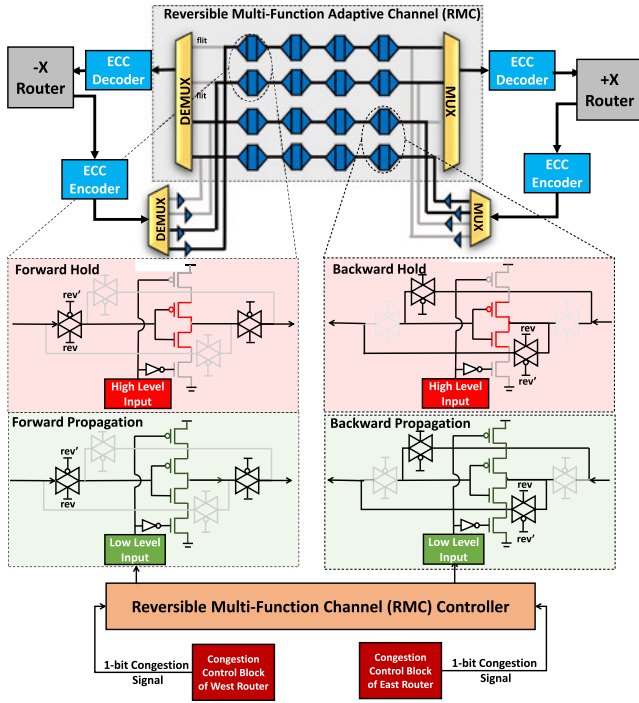 Reversible Multi-Function Adaptive Channel (RMC)
-X
Router
ECC
Decoder
DEMUX
flit
flit
MUX
ECC
Decoder
+X
Router
ECC
Encoder
DEMUX
MUX
ECC
Encoder
Forward Hold
rev'
rev
High Level
Input
Backward Hold
rev
rev'
High Level
Input
Forward Propagation
rev'
rev
Low Level
Input
Backward Propagation
rev
rev'
Low Level
Input
Reversible Multi-Function Channel (RMC) Controller
1-bit Congestion
Signal
Congestion
Control Block
of West Router
Congestion
Control Block
of East Router
1-bit Congestion
Signal